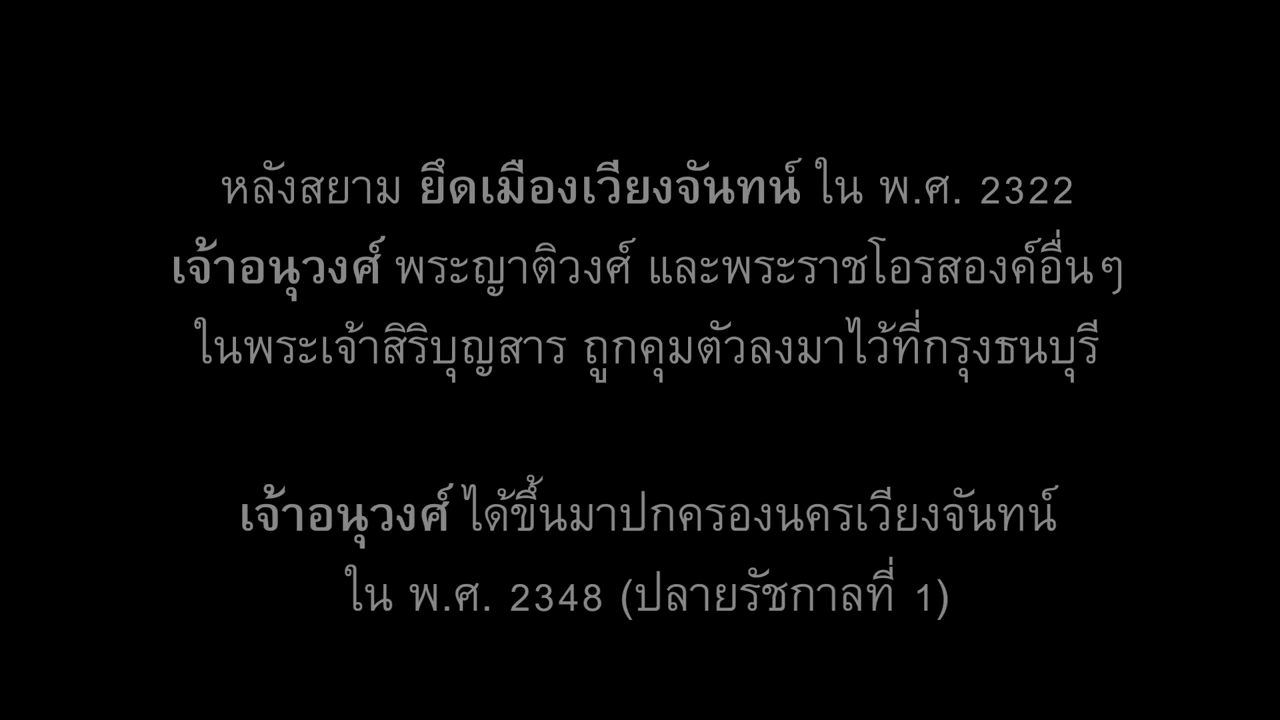 หลังสยาม ยึดเมืองเวียงจันทน์ ใน พ.ศ. 2322
เจ้าอนุวงศ์ พระญาติวงศ์ และพระราชโอรสองค์อื่นๆ
ในพระเจ้าสิริบุญสาร ถูกคุมตัวลงมาไว้ที่กรุงธนบุรี
เจ้าอนุวงศ์ ได้ขึ้นมาปกครองนครเวียงจันทน์
ใน พ.ศ. 2348 (ปลายรัชกาลที่ 1)